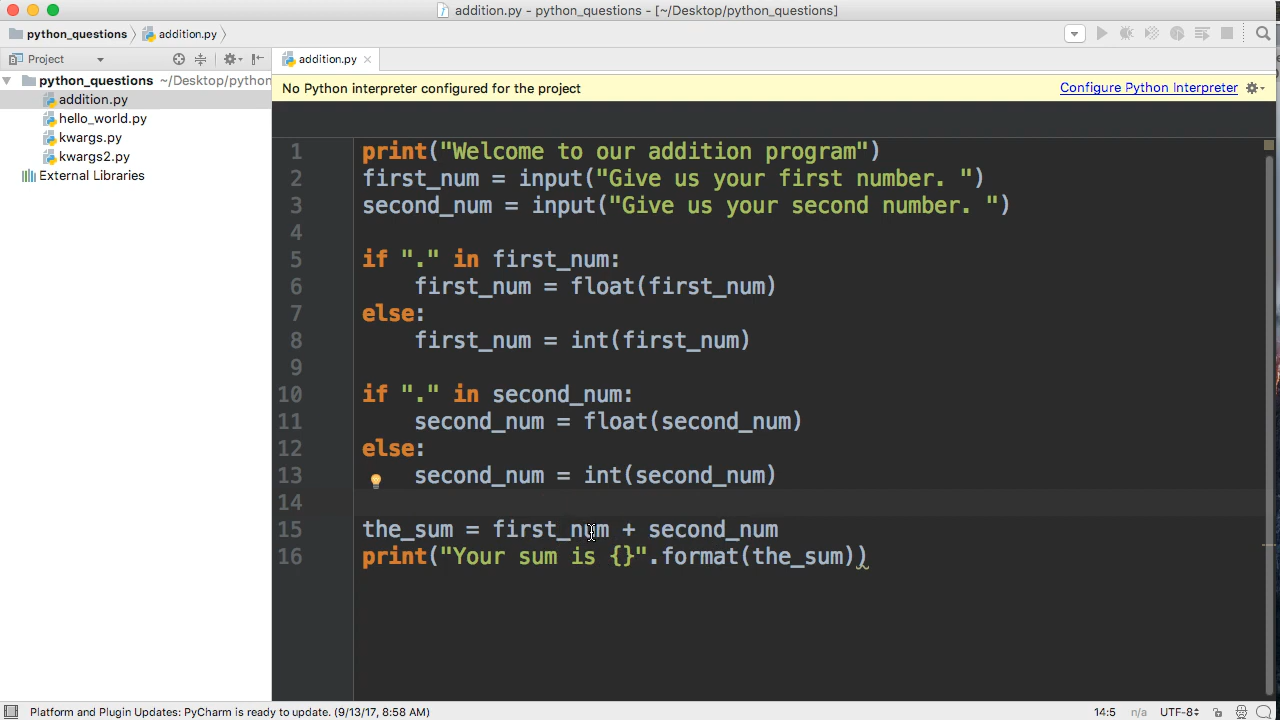 addition.py - python_questions - [~/Desktop/python_questions]
python_questions addition.py
Project
addition.py
python_questions ~/Desktop/python
addition.py
hello_world.py
kwargs.py
kwargs2.py
External Libraries
No Python interpreter configured for the project Configure Python Interpreter
1 print("Welcome to our addition program")
2 first_num = input("Give us your first number. ")
3 second_num = input("Give us your second number. ")
4
5 if "." in first_num:
6     first_num = float(first_num)
7 else:
8     first_num = int(first_num)
9
10 if "." in second_num:
11     second_num = float(second_num)
12 else:
13     second_num = int(second_num)
14
15 the_sum = first_num + second_num
16 print("Your sum is {}".format(the_sum))
Platform and Plugin Updates: PyCharm is ready to update. (9/13/17, 8:58 AM) 14:5 n/a UTF-8